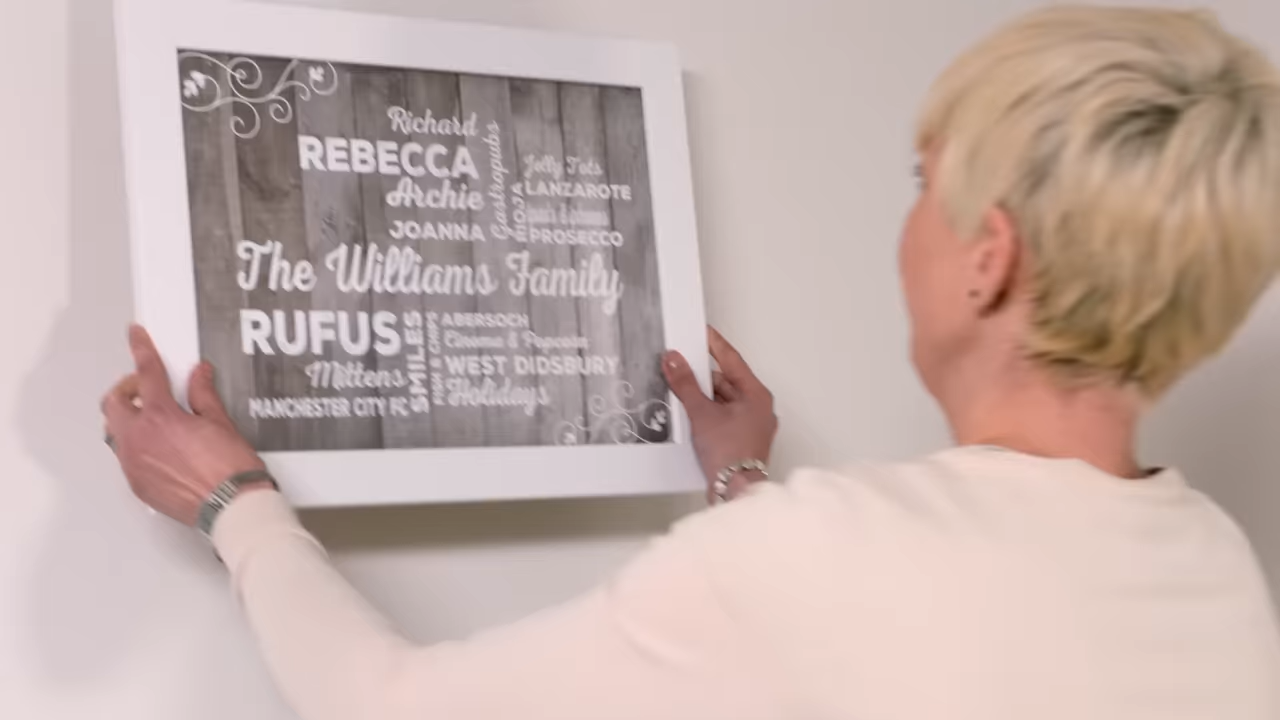 Richard
REBECCA
Archie
JOANNA
Gastropubs
RIOJA
Jelly Tots
LANZAROTE
PROSECCO
The Williams Family
RUFUS
Mittens
MANCHESTER CITY FC
SMILES
FISH & CHIPS
ABERSOCH
Cinema & Popcorn
WEST DIDSBURY
Holidays